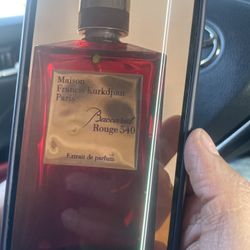 Maison
Francis Kurkdjian
Paris
Baccarat
Rouge 540
Extrait de parfum